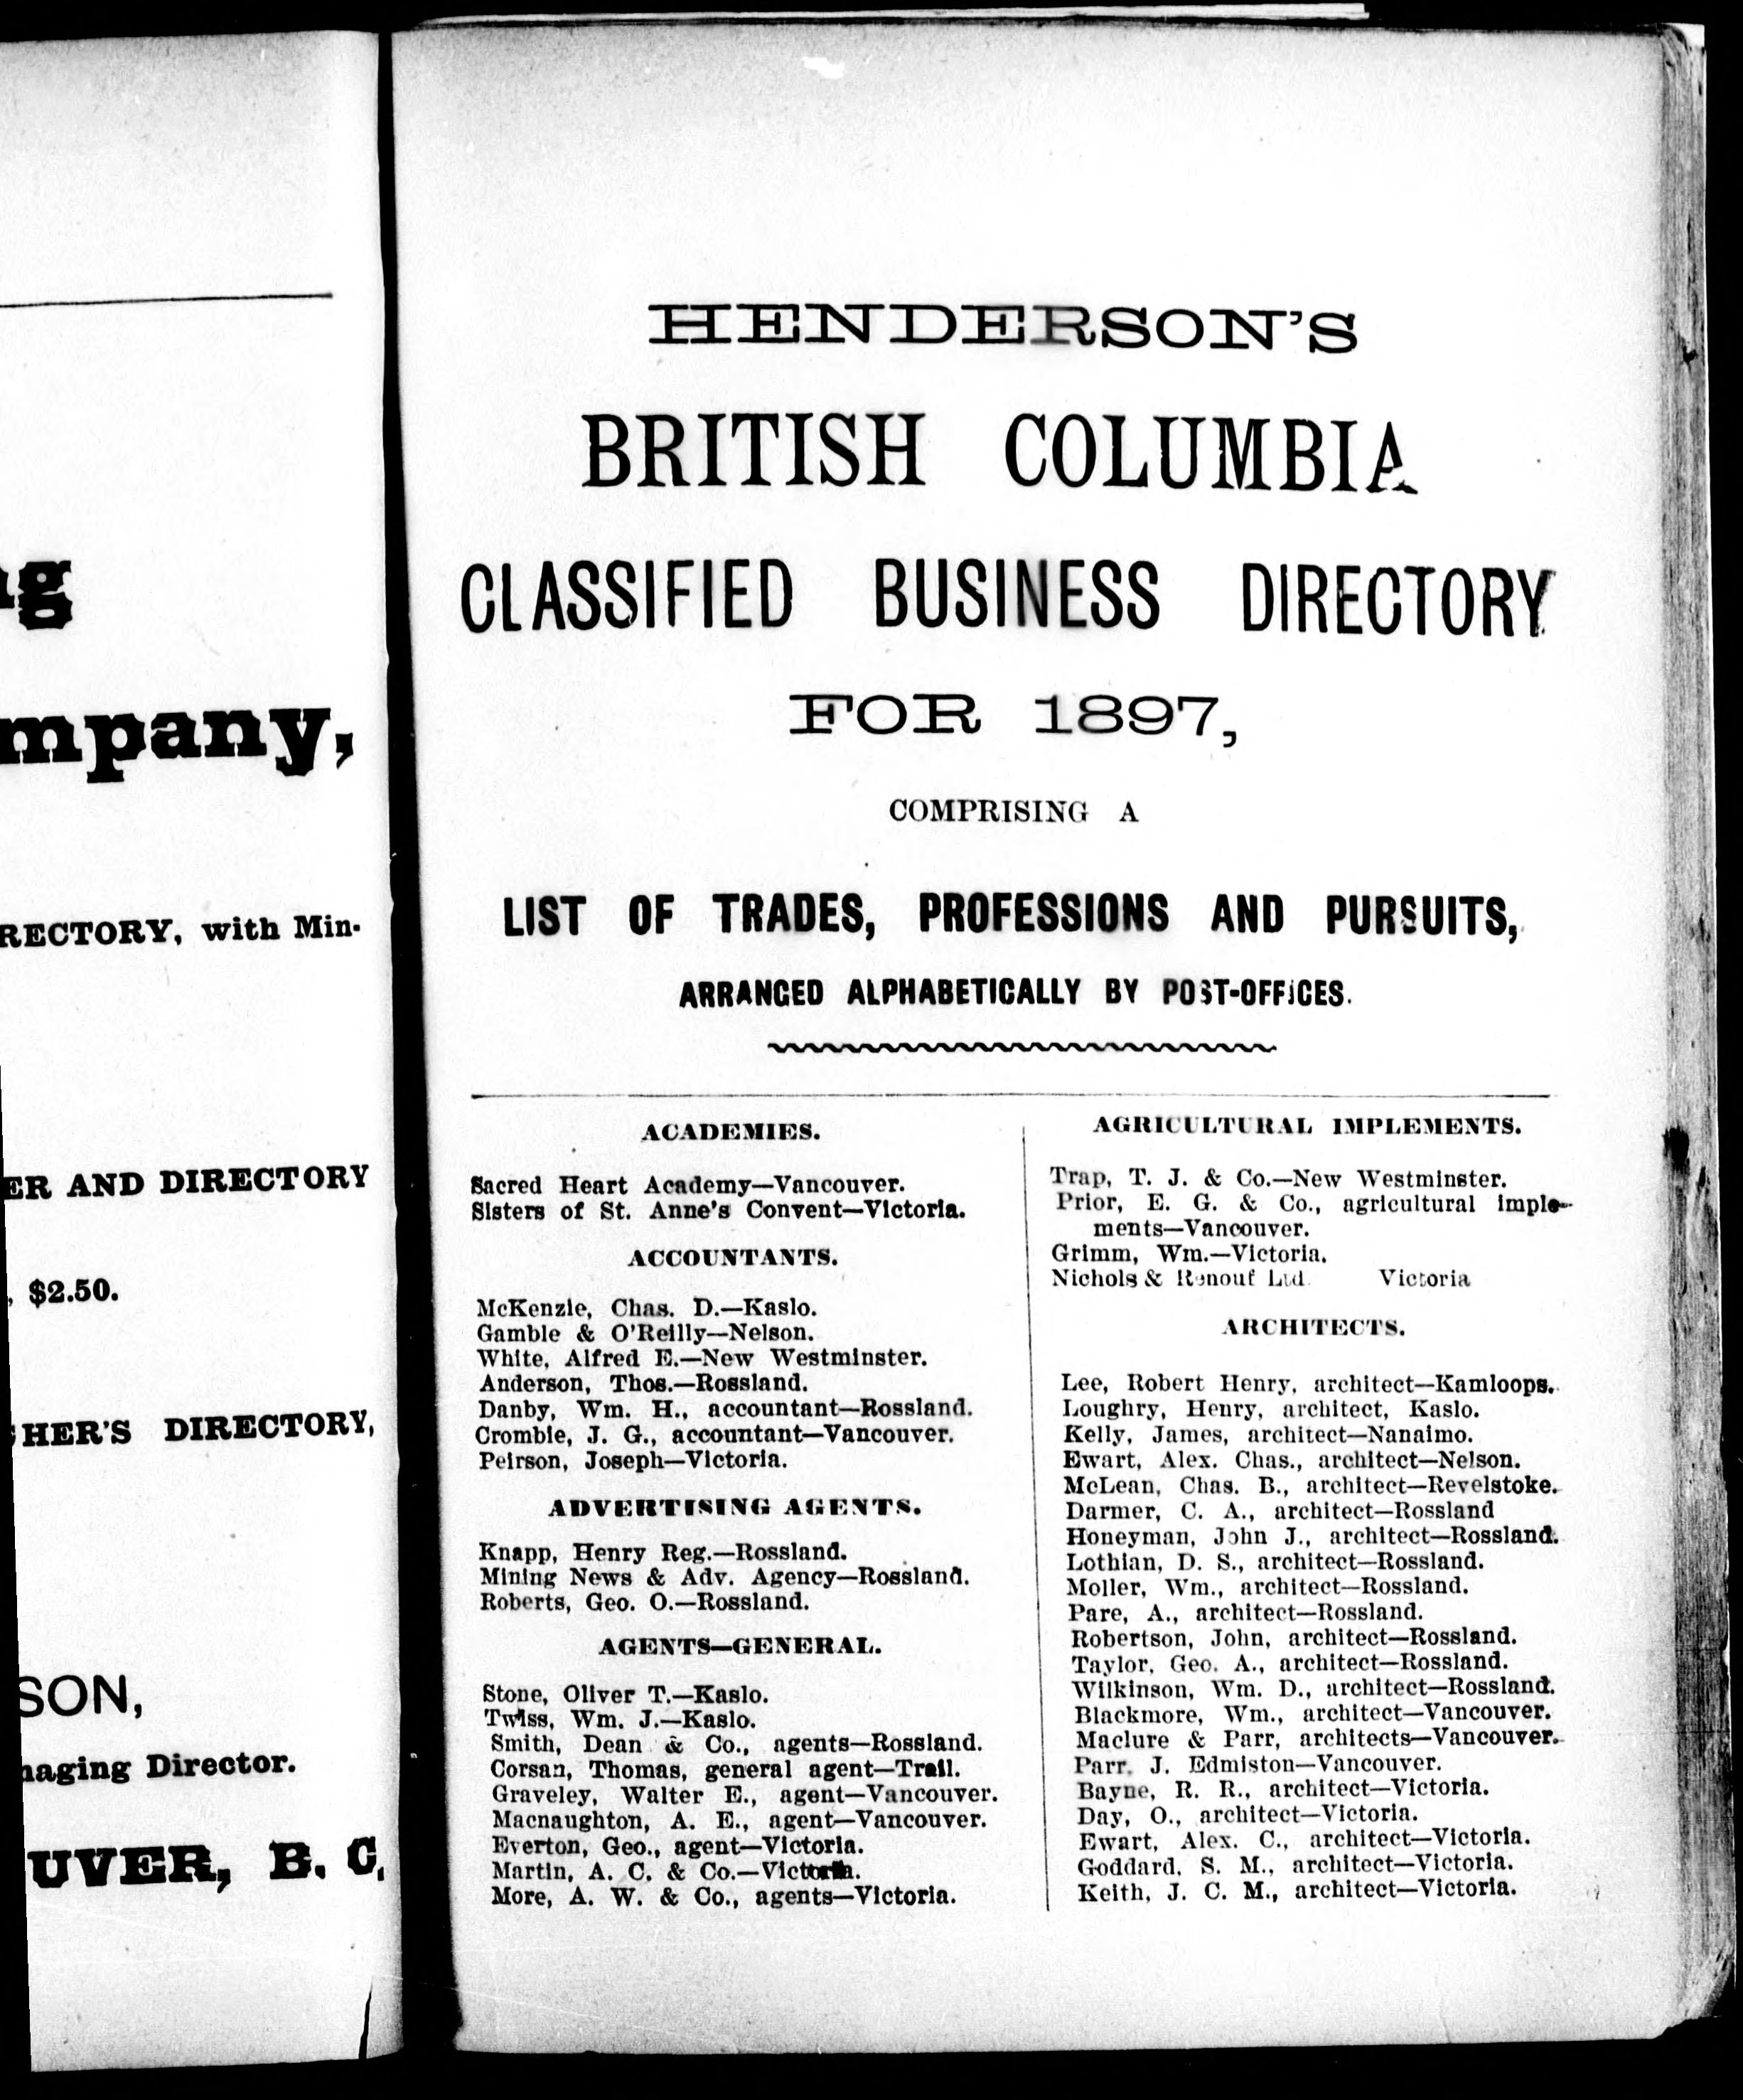 g
mpany,
RECTORY, with Min-
ER AND DIRECTORY
, $2.50.
HER'S DIRECTORY,
SON,
naging Director.
UVER, B. C.
HENDERSON'S
BRITISH COLUMBIA
CLASSIFIED BUSINESS DIRECTORY
FOR 1897,
COMPRISING A
LIST OF TRADES, PROFESSIONS AND PURSUITS,
ARRANGED ALPHABETICALLY BY POST-OFFICES.
ACADEMIES.
Sacred Heart Academy—Vancouver.
Sisters of St. Anne's Convent—Victoria.
ACCOUNTANTS.
McKenzie, Chas. D.—Kaslo.
Gamble & O'Reilly—Nelson.
White, Alfred E.—New Westminster.
Anderson, Thos.—Rossland.
Danby, Wm. H., accountant—Rossland.
Crombie, J. G., accountant—Vancouver.
Peirson, Joseph—Victoria.
ADVERTISING AGENTS.
Knapp, Henry Reg.—Rossland.
Mining News & Adv. Agency—Rossland.
Roberts, Geo. O.—Rossland.
AGENTS—GENERAL.
Stone, Oliver T.—Kaslo.
Twiss, Wm. J.—Kaslo.
Smith, Dean & Co., agents—Rossland.
Corsan, Thomas, general agent—Trail.
Graveley, Walter E., agent—Vancouver.
Macnaughton, A. E., agent—Vancouver.
Everton, Geo., agent—Victoria.
Martin, A. C. & Co.—Victoria.
More, A. W. & Co., agents—Victoria.
AGRICULTURAL IMPLEMENTS.
Trap, T. J. & Co.—New Westminster.
Prior, E. G. & Co., agricultural imple-
ments—Vancouver.
Grimm, Wm.—Victoria.
Nichols & Renouf Ltd Victoria
ARCHITECTS.
Lee, Robert Henry, architect—Kamloops.
Loughry, Henry, architect, Kaslo.
Kelly, James, architect—Nanaimo.
Ewart, Alex. Chas., architect—Nelson.
McLean, Chas. B., architect—Revelstoke.
Darmer, C. A., architect—Rossland
Honeyman, John J., architect—Rossland.
Lothian, D. S., architect—Rossland.
Moller, Wm., architect—Rossland.
Pare, A., architect—Rossland.
Robertson, John, architect—Rossland.
Taylor, Geo. A., architect—Rossland.
Wilkinson, Wm. D., architect—Rossland.
Blackmore, Wm., architect—Vancouver.
Maclure & Parr, architects—Vancouver.
Parr, J. Edmiston—Vancouver.
Bayne, R. R., architect—Victoria.
Day, O., architect—Victoria.
Ewart, Alex. C., architect—Victoria.
Goddard, S. M., architect—Victoria.
Keith, J. C. M., architect—Victoria.